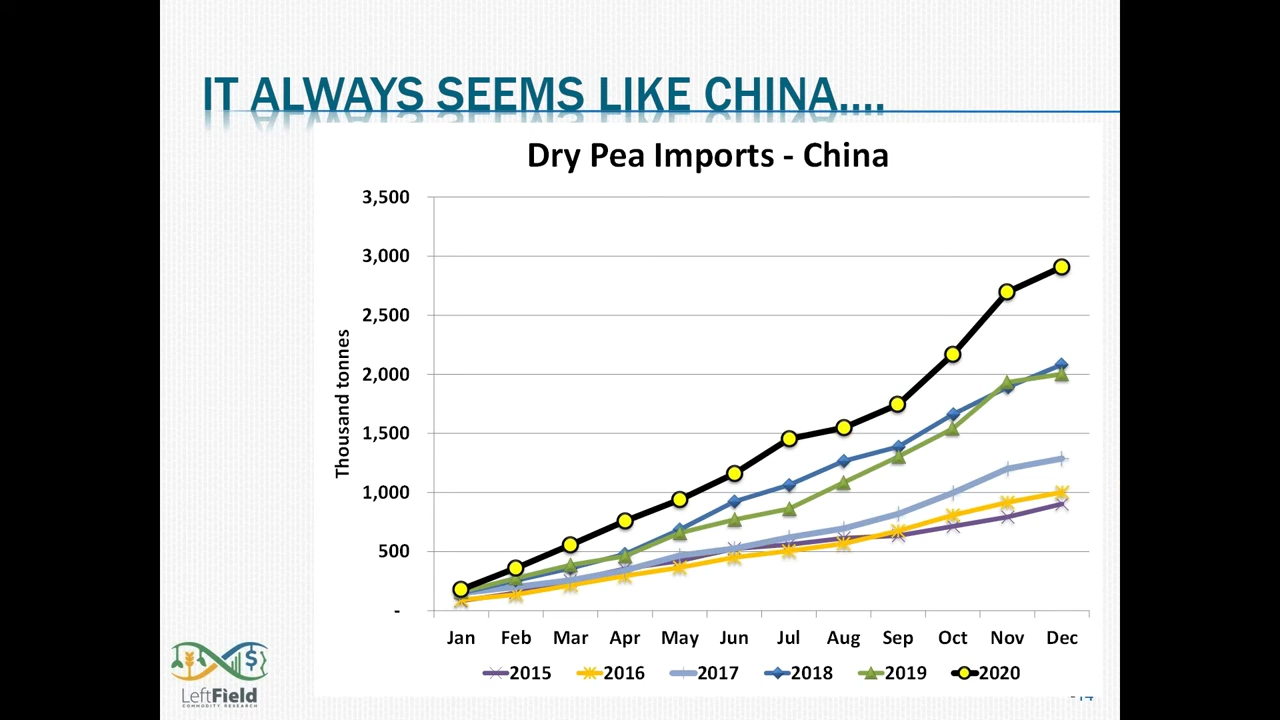 IT ALWAYS SEEMS LIKE CHINA....
Dry Pea Imports - China
Thousand tonnes
3,500
3,000
2,500
2,000
1,500
1,000
500
-
Jan Feb Mar Apr May Jun Jul Aug Sep Oct Nov Dec
2015 2016 2017 2018 2019 2020
LeftField
COMMODITY RESEARCH